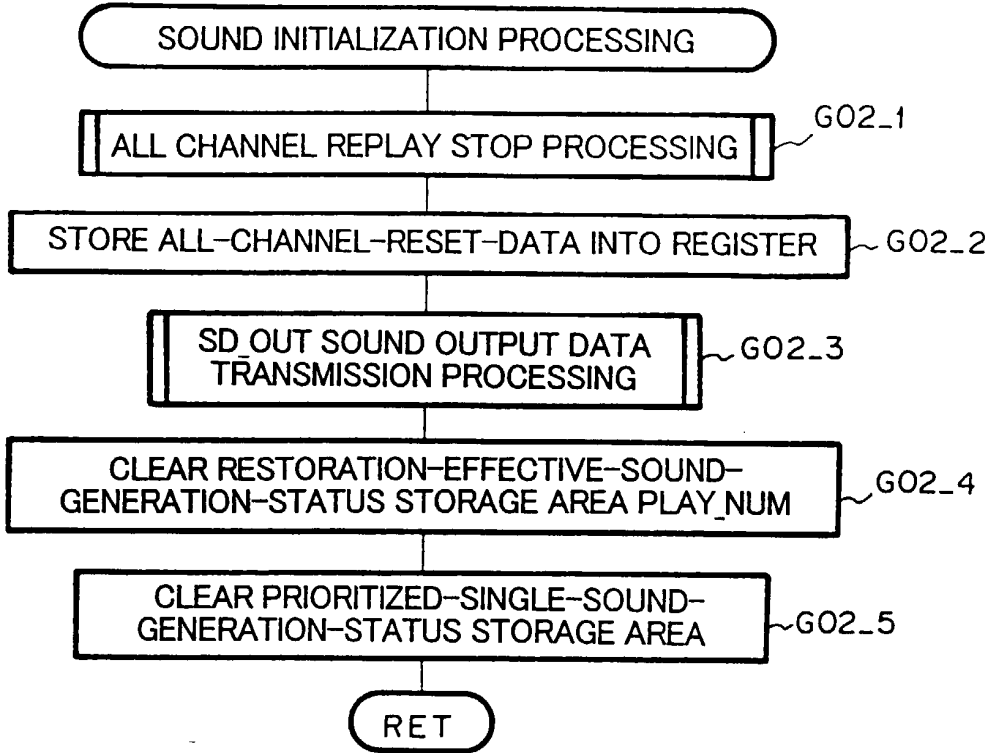 SOUND INITIALIZATION PROCESSING
ALL CHANNEL REPLAY STOP PROCESSING
G02_1
STORE ALL-CHANNEL-RESET-DATA INTO REGISTER
G02_2
SD_OUT SOUND OUTPUT DATA
TRANSMISSION PROCESSING
G02_3
CLEAR RESTORATION-EFFECTIVE-SOUND-
GENERATION-STATUS STORAGE AREA PLAY_NUM
G02_4
CLEAR PRIORITIZED-SINGLE-SOUND-
GENERATION-STATUS STORAGE AREA
G02_5
RET